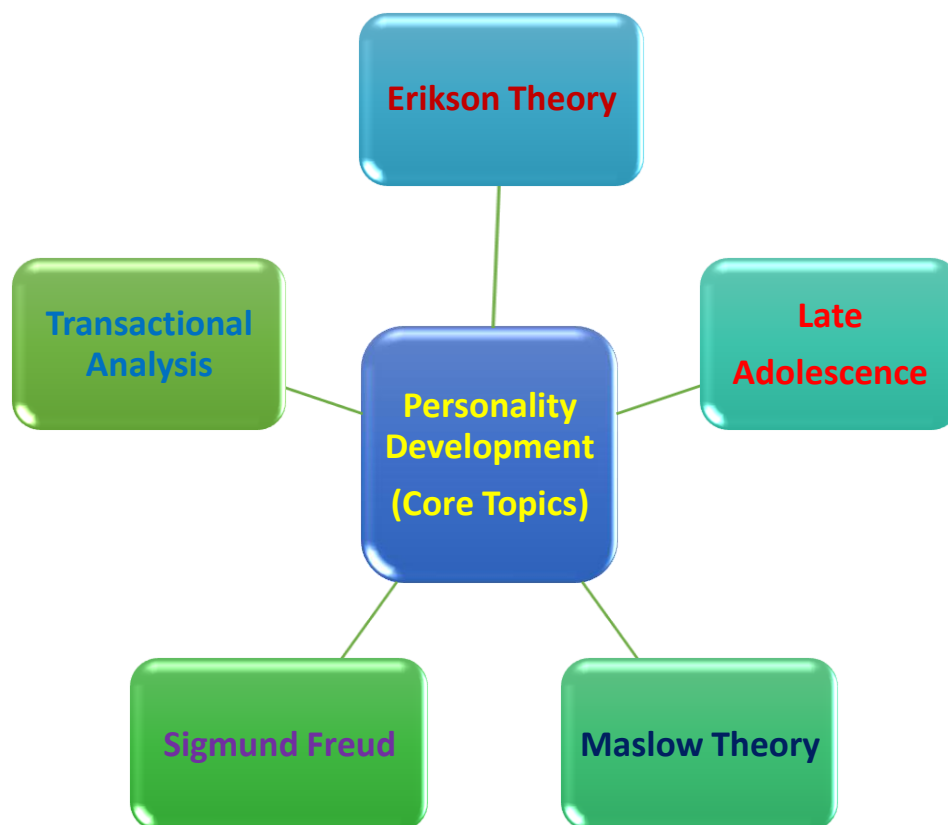 Erikson Theory
Transactional
Analysis
Late
Adolescence
Personality
Development
(Core Topics)
Sigmund Freud
Maslow Theory